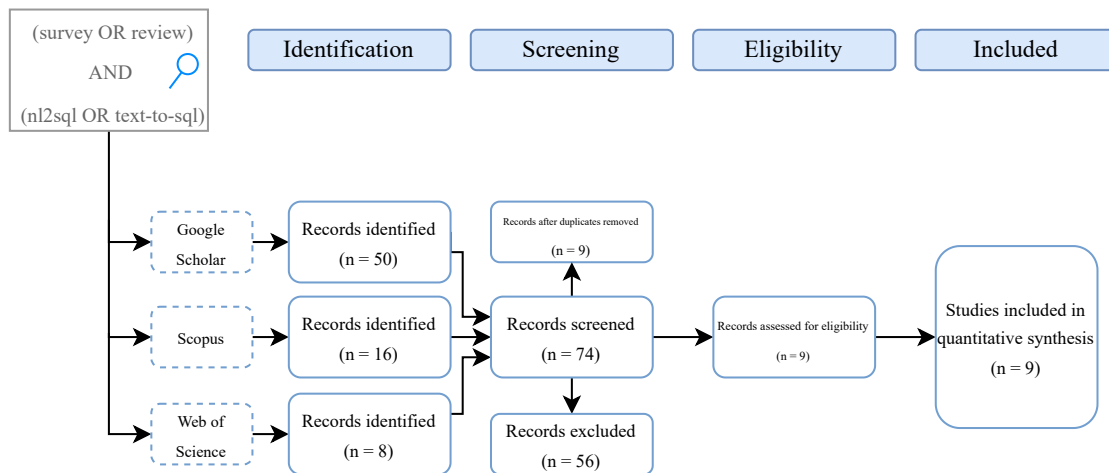 (survey OR review)
AND
(nl2sql OR text-to-sql)
Identification
Screening
Eligibility
Included
Google
Scholar
Records identified
(n = 50)
Records after duplicates removed
(n = 9)
Scopus
Records identified
(n = 16)
Records screened
(n = 74)
Records assessed for eligibility
(n = 9)
Studies included in
quantitative synthesis
(n = 9)
Web of
Science
Records identified
(n = 8)
Records excluded
(n = 56)